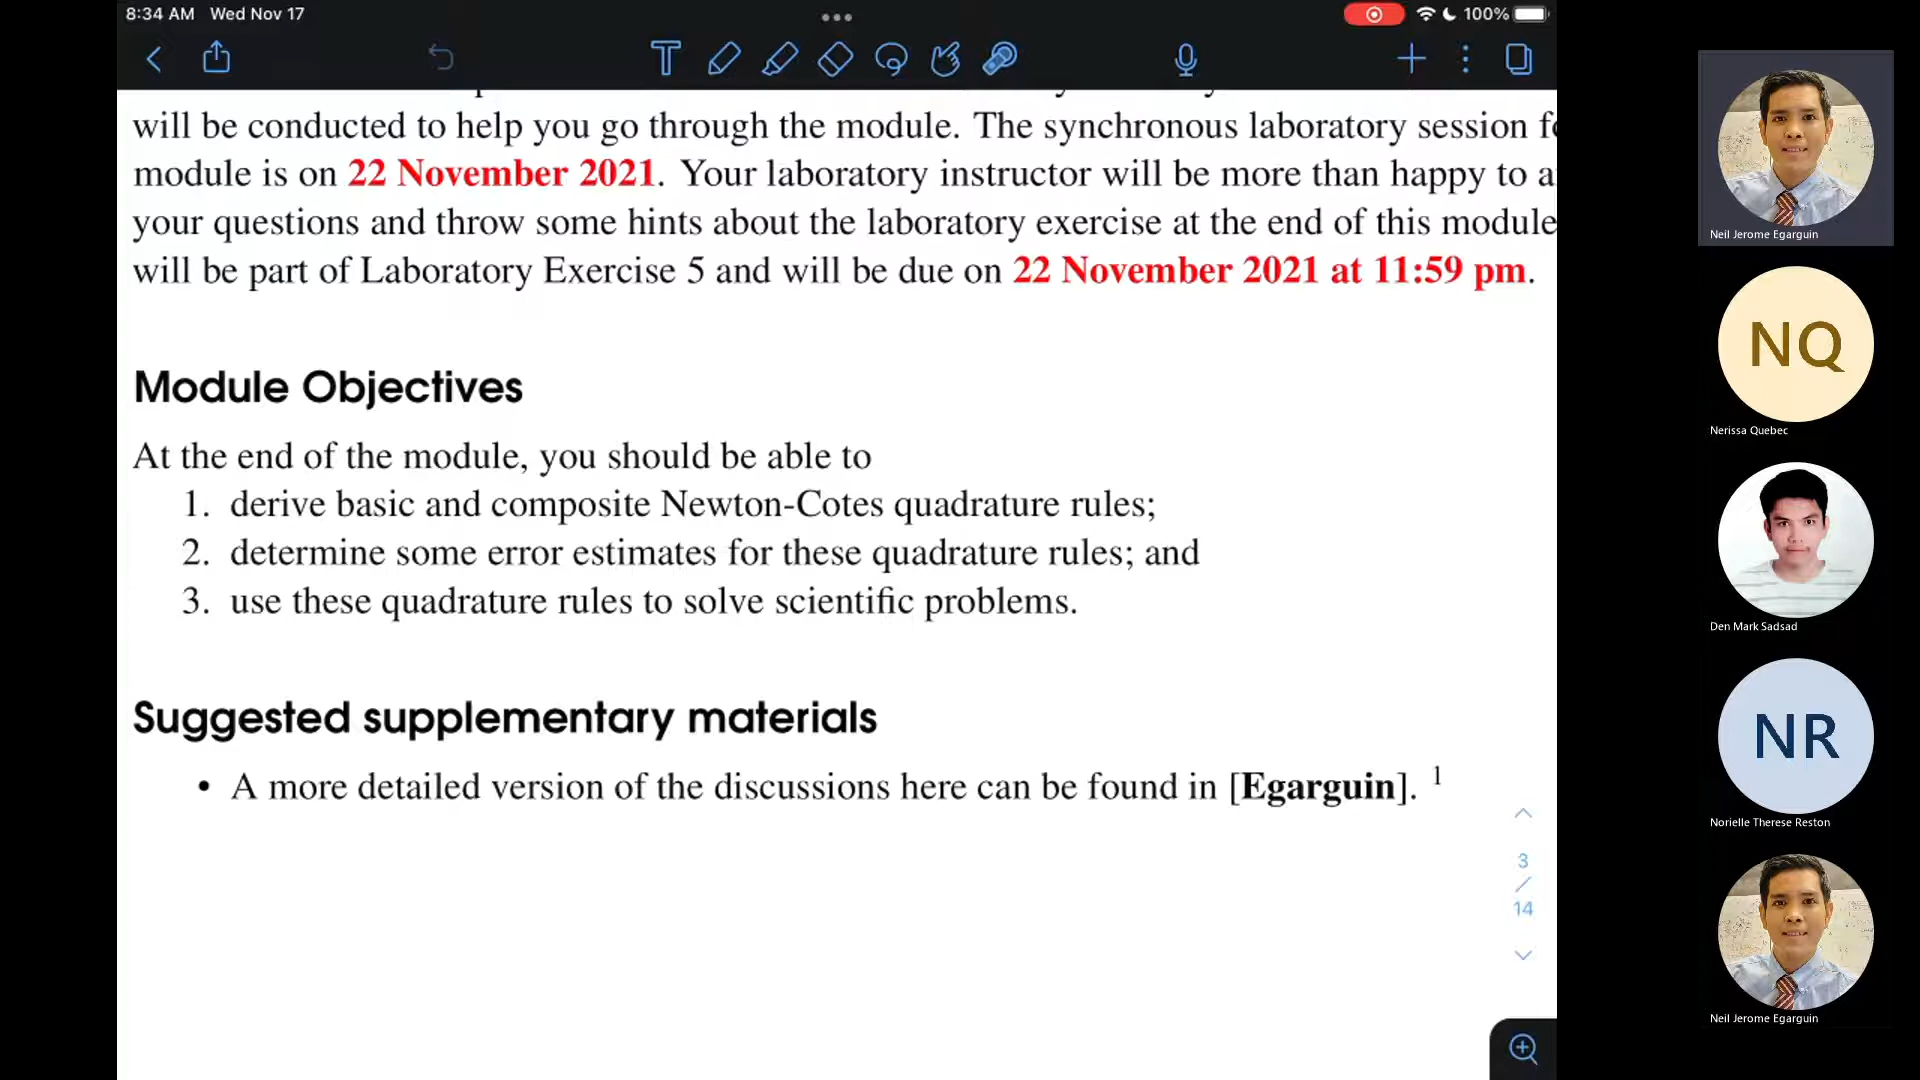 8:34 AM Wed Nov 17
100%
will be conducted to help you go through the module. The synchronous laboratory session
module is on 22 November 2021. Your laboratory instructor will be more than happy to
your questions and throw some hints about the laboratory exercise at the end of this module
will be part of Laboratory Exercise 5 and will be due on 22 November 2021 at 11:59 pm.
Module Objectives
At the end of the module, you should be able to
1. derive basic and composite Newton-Cotes quadrature rules;
2. determine some error estimates for these quadrature rules; and
3. use these quadrature rules to solve scientific problems.
Suggested supplementary materials
• A more detailed version of the discussions here can be found in [Egarguin]. 1
3
/
14
Neil Jerome Egarguin
NQ
Nerissa Quebec
Den Mark Sadsad
NR
Norielle Therese Reston
Neil Jerome Egarguin